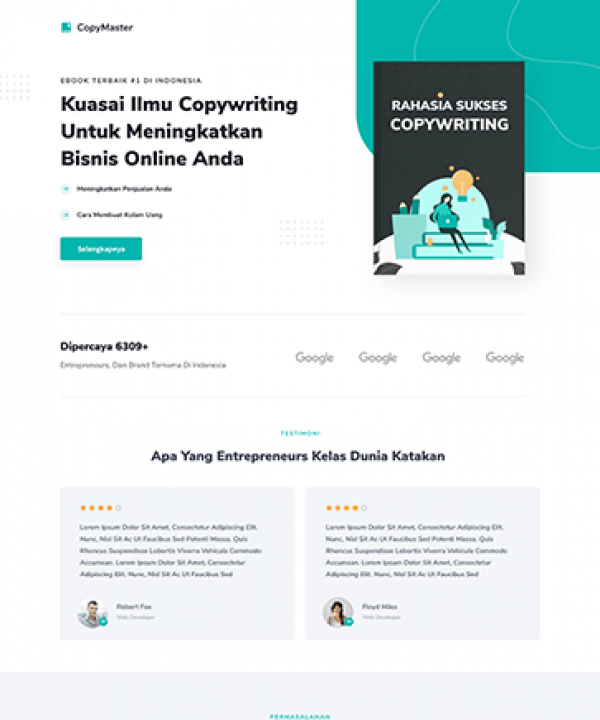 CopyMaster
EBOOK TERBAIK #1 DI INDONESIA
Kuasai Ilmu Copywriting
Untuk Meningkatkan
Bisnis Online Anda
Meningkatkan Penjualan Anda
Cara Membuat Kolam Uang
Selengkapnya
RAHASIA SUKSES
COPYWRITING
Dipercaya 6309+
Entrepreneurs, Dan Brand Ternama Di Indonesia
Google Google Google Google
TESTIMONI
Apa Yang Entrepreneurs Kelas Dunia Katakan
Lorem Ipsum Dolor Sit Amet, Consectetur Adipiscing Elit.
Nunc, Nisl Sit Ac Ut Faucibus Sed Potenti Massa. Quis
Rhoncus Suspendisse Lobortis Viverra Vehicula Commodo
Accumsan. Lorem Ipsum Dolor Sit Amet, Consectetur
Adipiscing Elit. Nunc, Nisl Sit Ac Ut Faucibus Sed
Robert Fox
Web Developer
Lorem Ipsum Dolor Sit Amet, Consectetur Adipiscing Elit.
Nunc, Nisl Sit Ac Ut Faucibus Sed Potenti Massa. Quis
Rhoncus Suspendisse Lobortis Viverra Vehicula Commodo
Accumsan. Lorem Ipsum Dolor Sit Amet, Consectetur
Adipiscing Elit. Nunc, Nisl Sit Ac Ut Faucibus Sed
Floyd Miles
Web Developer
PERMASALAHAN